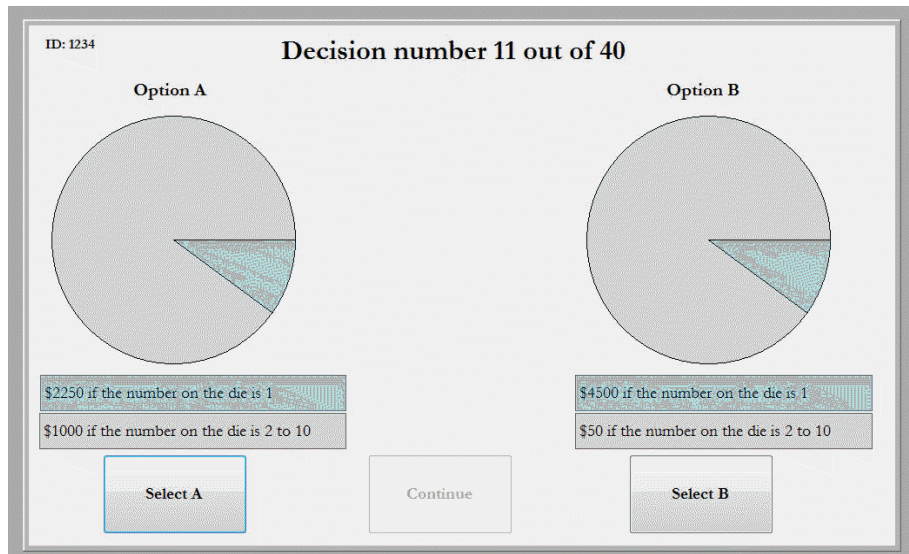 ID: 1234
Decision number 11 out of 40
Option A
Option B
$2250 if the number on the die is 1
$4500 if the number on the die is 1
$1000 if the number on the die is 2 to 10
$50 if the number on the die is 2 to 10
Select A
Continue
Select B